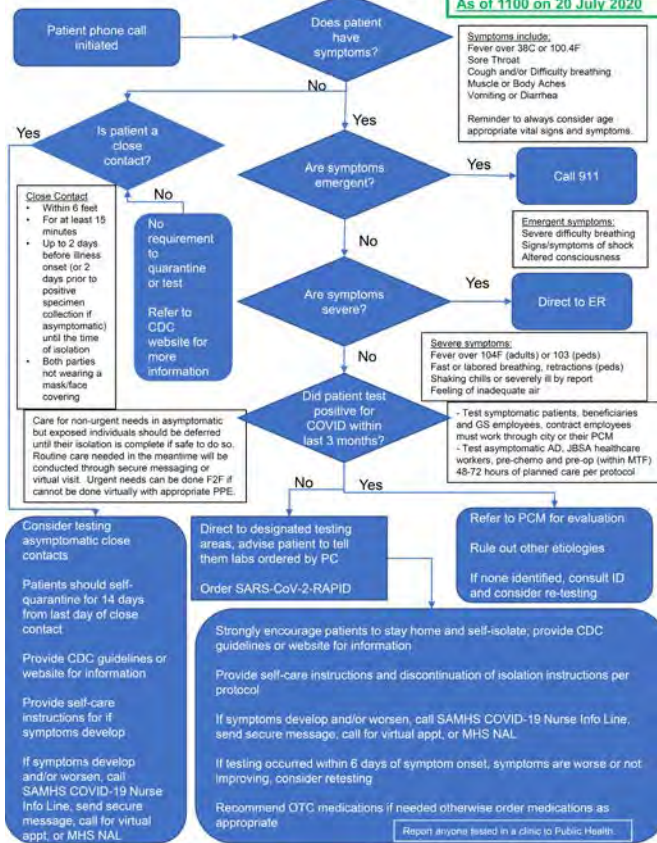 As of 1100 on 20 July 2020
Patient phone call
initiated
Does patient
have
symptoms?
Symptoms include:
Fever over 38C or 100.4F
Sore Throat
Cough and/or Difficulty breathing
Muscle or Body Aches
Vomiting or Diarrhea
Reminder to always consider age
appropriate vital signs and symptoms.
No
Yes
Yes
Is patient a
close
contact?
Are symptoms
emergent?
Yes
Call 911
Close Contact
• Within 6 feet
• For at least 15
minutes
• Up to 2 days
before illness
onset (or 2
days prior to
positive
specimen
collection if
asymptomatic)
until the time
of isolation
• Both parties
not wearing a
mask/face
covering
No
No
requirement
to
quarantine
or test
Refer to
CDC
website for
more
information
No
Emergent symptoms:
Severe difficulty breathing
Signs/symptoms of shock
Altered consciousness
Are symptoms
severe?
Yes
Direct to ER
No
Severe symptoms:
Fever over 104F (adults) or 103 (peds)
Fast or labored breathing, retractions (peds)
Shaking chills or severely ill by report
Feeling of inadequate air
Did patient test
positive for
COVID within
last 3 months?
Care for non-urgent needs in asymptomatic
but exposed individuals should be deferred
until their isolation is complete if safe to do so.
Routine care needed in the meantime will be
conducted through secure messaging or
virtual visit. Urgent needs can be done F2F if
cannot be done virtually with appropriate PPE.
- Test symptomatic patients, beneficiaries
and GS employees, contract employees
must work through city or their PCM
- Test asymptomatic AD, JBSA healthcare
workers, pre-chemo and pre-op (within MTF)
48-72 hours of planned care per protocol
No
Yes
Consider testing
asymptomatic close
contacts
Patients should self-
quarantine for 14 days
from last day of close
contact
Provide CDC guidelines or
website for information
Provide self-care
instructions for if
symptoms develop
If symptoms develop
and/or worsen, call
SAMHS COVID-19 Nurse
Info Line, send secure
message, call for virtual
appt, or MHS NAL
Direct to designated testing
areas, advise patient to tell
them labs ordered by PC
Order SARS-CoV-2-RAPID
Refer to PCM for evaluation
Rule out other etiologies
If none identified, consult ID
and consider re-testing
Strongly encourage patients to stay home and self-isolate; provide CDC
guidelines or website for information
Provide self-care instructions and discontinuation of isolation instructions per
protocol
If symptoms develop and/or worsen, call SAMHS COVID-19 Nurse Info Line,
send secure message, call for virtual appt, or MHS NAL
If testing occurred within 6 days of symptom onset, symptoms are worse or not
improving, consider retesting
Recommend OTC medications if needed otherwise order medications as
appropriate
Report anyone tested in a clinic to Public Health.